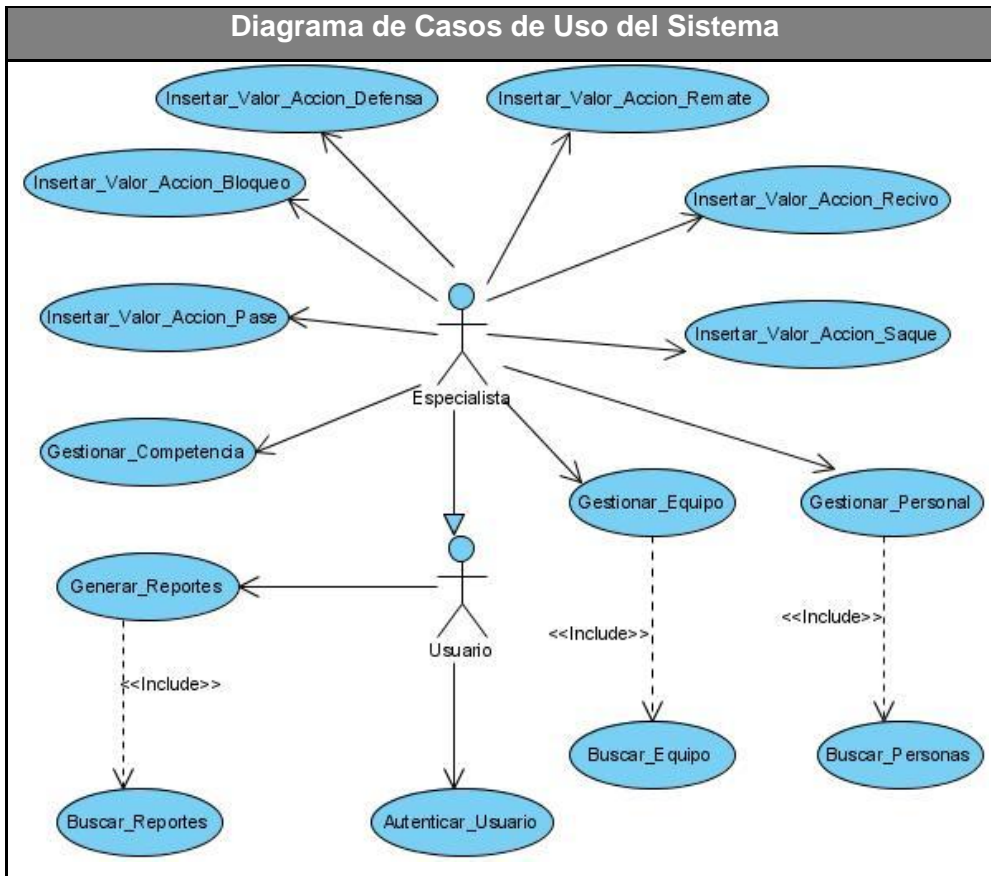 Diagrama de Casos de Uso del Sistema
Insertar_Valor_Accion_Defensa
Insertar_Valor_Accion_Remate
Insertar_Valor_Accion_Bloqueo
Insertar_Valor_Accion_Recivo
Insertar_Valor_Accion_Pase
Insertar_Valor_Accion_Saque
Especialista
Gestionar_Competencia
Gestionar_Equipo
Gestionar_Personal
Generar_Reportes
<<Include>>
<<Include>>
Usuario
<<Include>>
Buscar_Equipo
Buscar_Personas
Buscar_Reportes
Autenticar_Usuario